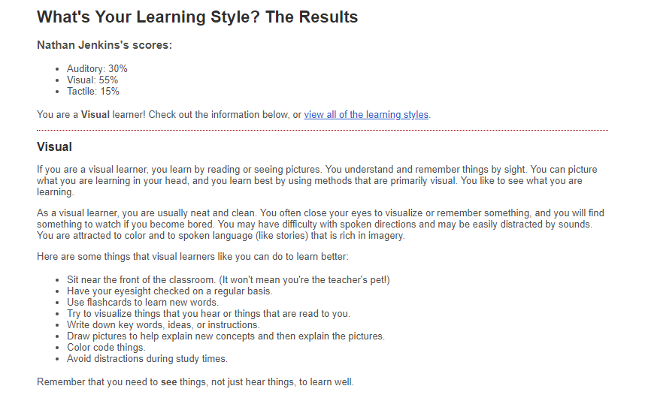 What's Your Learning Style? The Results
Nathan Jenkins's scores:
• Auditory: 30%
• Visual: 55%
• Tactile: 15%
You are a Visual learner! Check out the information below, or view all of the learning styles.
Visual
If you are a visual learner, you learn by reading or seeing pictures. You understand and remember things by sight. You can picture
what you are learning in your head, and you learn best by using methods that are primarily visual. You like to see what you are
learning.
As a visual learner, you are usually neat and clean. You often close your eyes to visualize or remember something, and you will find
something to watch if you become bored. You may have difficulty with spoken directions and may be easily distracted by sounds.
You are attracted to color and to spoken language (like stories) that is rich in imagery.
Here are some things that visual learners like you can do to learn better:
• Sit near the front of the classroom. (It won't mean you're the teacher's pet!)
• Have your eyesight checked on a regular basis.
• Use flashcards to learn new words.
• Try to visualize things that you hear or things that are read to you.
• Write down key words, ideas, or instructions.
• Draw pictures to help explain new concepts and then explain the pictures.
• Color code things.
• Avoid distractions during study times.
Remember that you need to see things, not just hear things, to learn well.